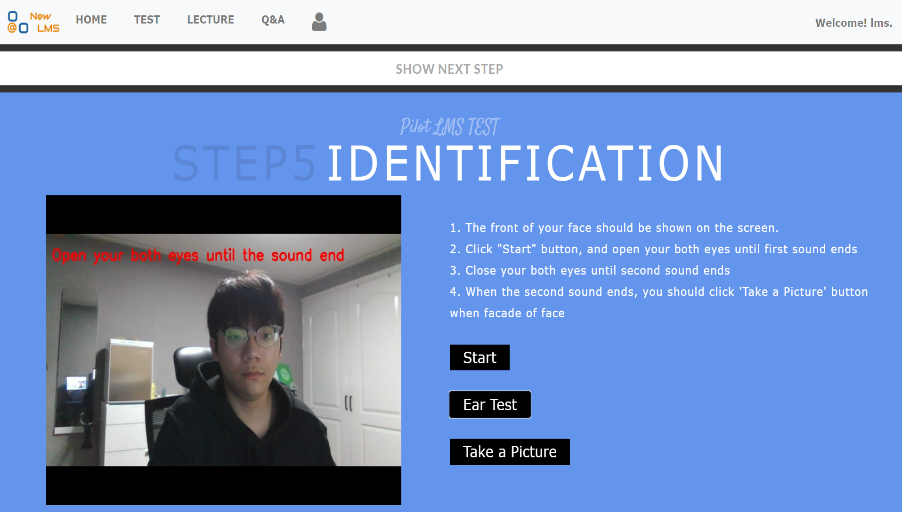 Now
LMS
HOME TEST LECTURE Q&A
Welcome! lms.
SHOW NEXT STEP
Pilot LMS TEST
STEP5 IDENTIFICATION
Open your both eyes until the sound end
1. The front of your face should be shown on the screen.
2. Click "Start" button, and open your both eyes until first sound ends
3. Close your both eyes until second sound ends
4. When the second sound ends, you should click 'Take a Picture' button
when facade of face
Start
Ear Test
Take a Picture